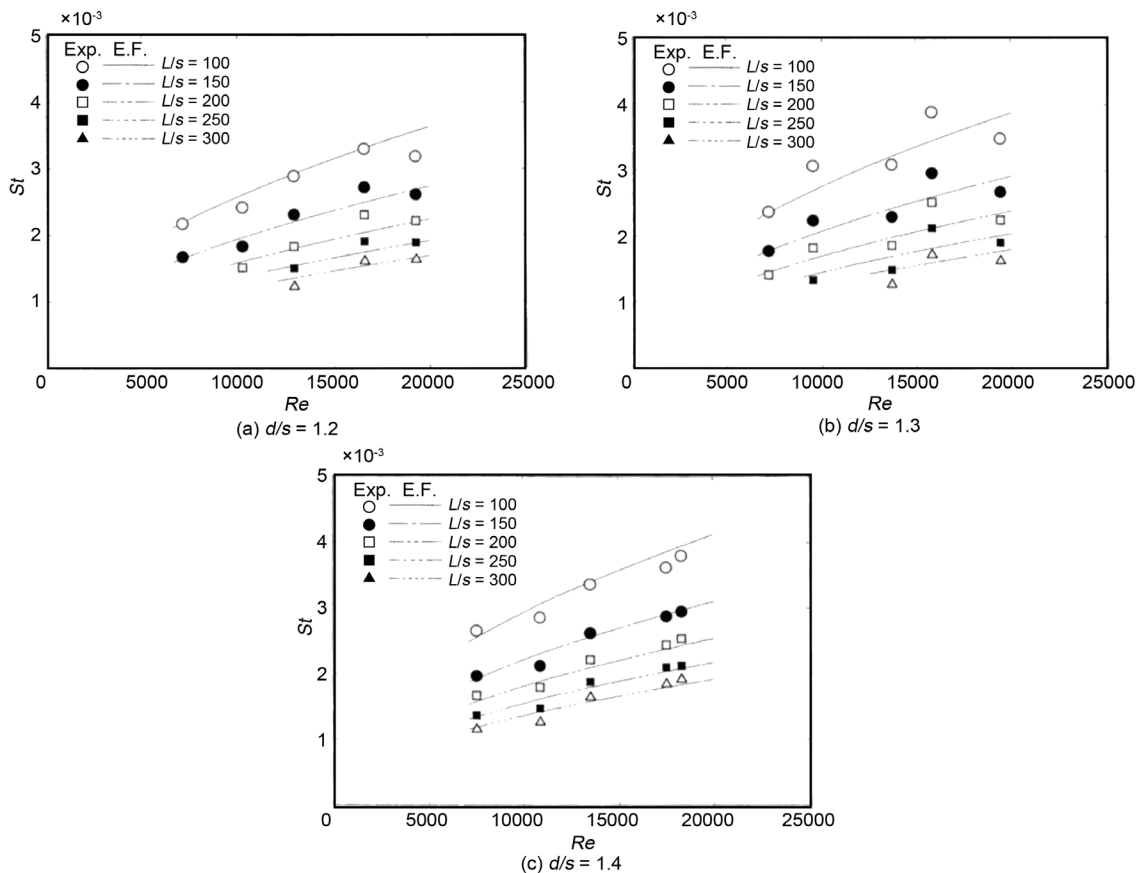 ×10⁻³
5
4
3
2
1
0
St
Exp. E.F.
L/s = 100
L/s = 150
L/s = 200
L/s = 250
L/s = 300
5000 10000 15000 20000 25000
Re
(a) d/s = 1.2
×10⁻³
5
4
3
2
1
0
St
Exp. E.F.
L/s = 100
L/s = 150
L/s = 200
L/s = 250
L/s = 300
5000 10000 15000 20000 25000
Re
(b) d/s = 1.3
×10⁻³
5
4
3
2
1
0
St
Exp. E.F.
L/s = 100
L/s = 150
L/s = 200
L/s = 250
L/s = 300
5000 10000 15000 20000 25000
Re
(c) d/s = 1.4